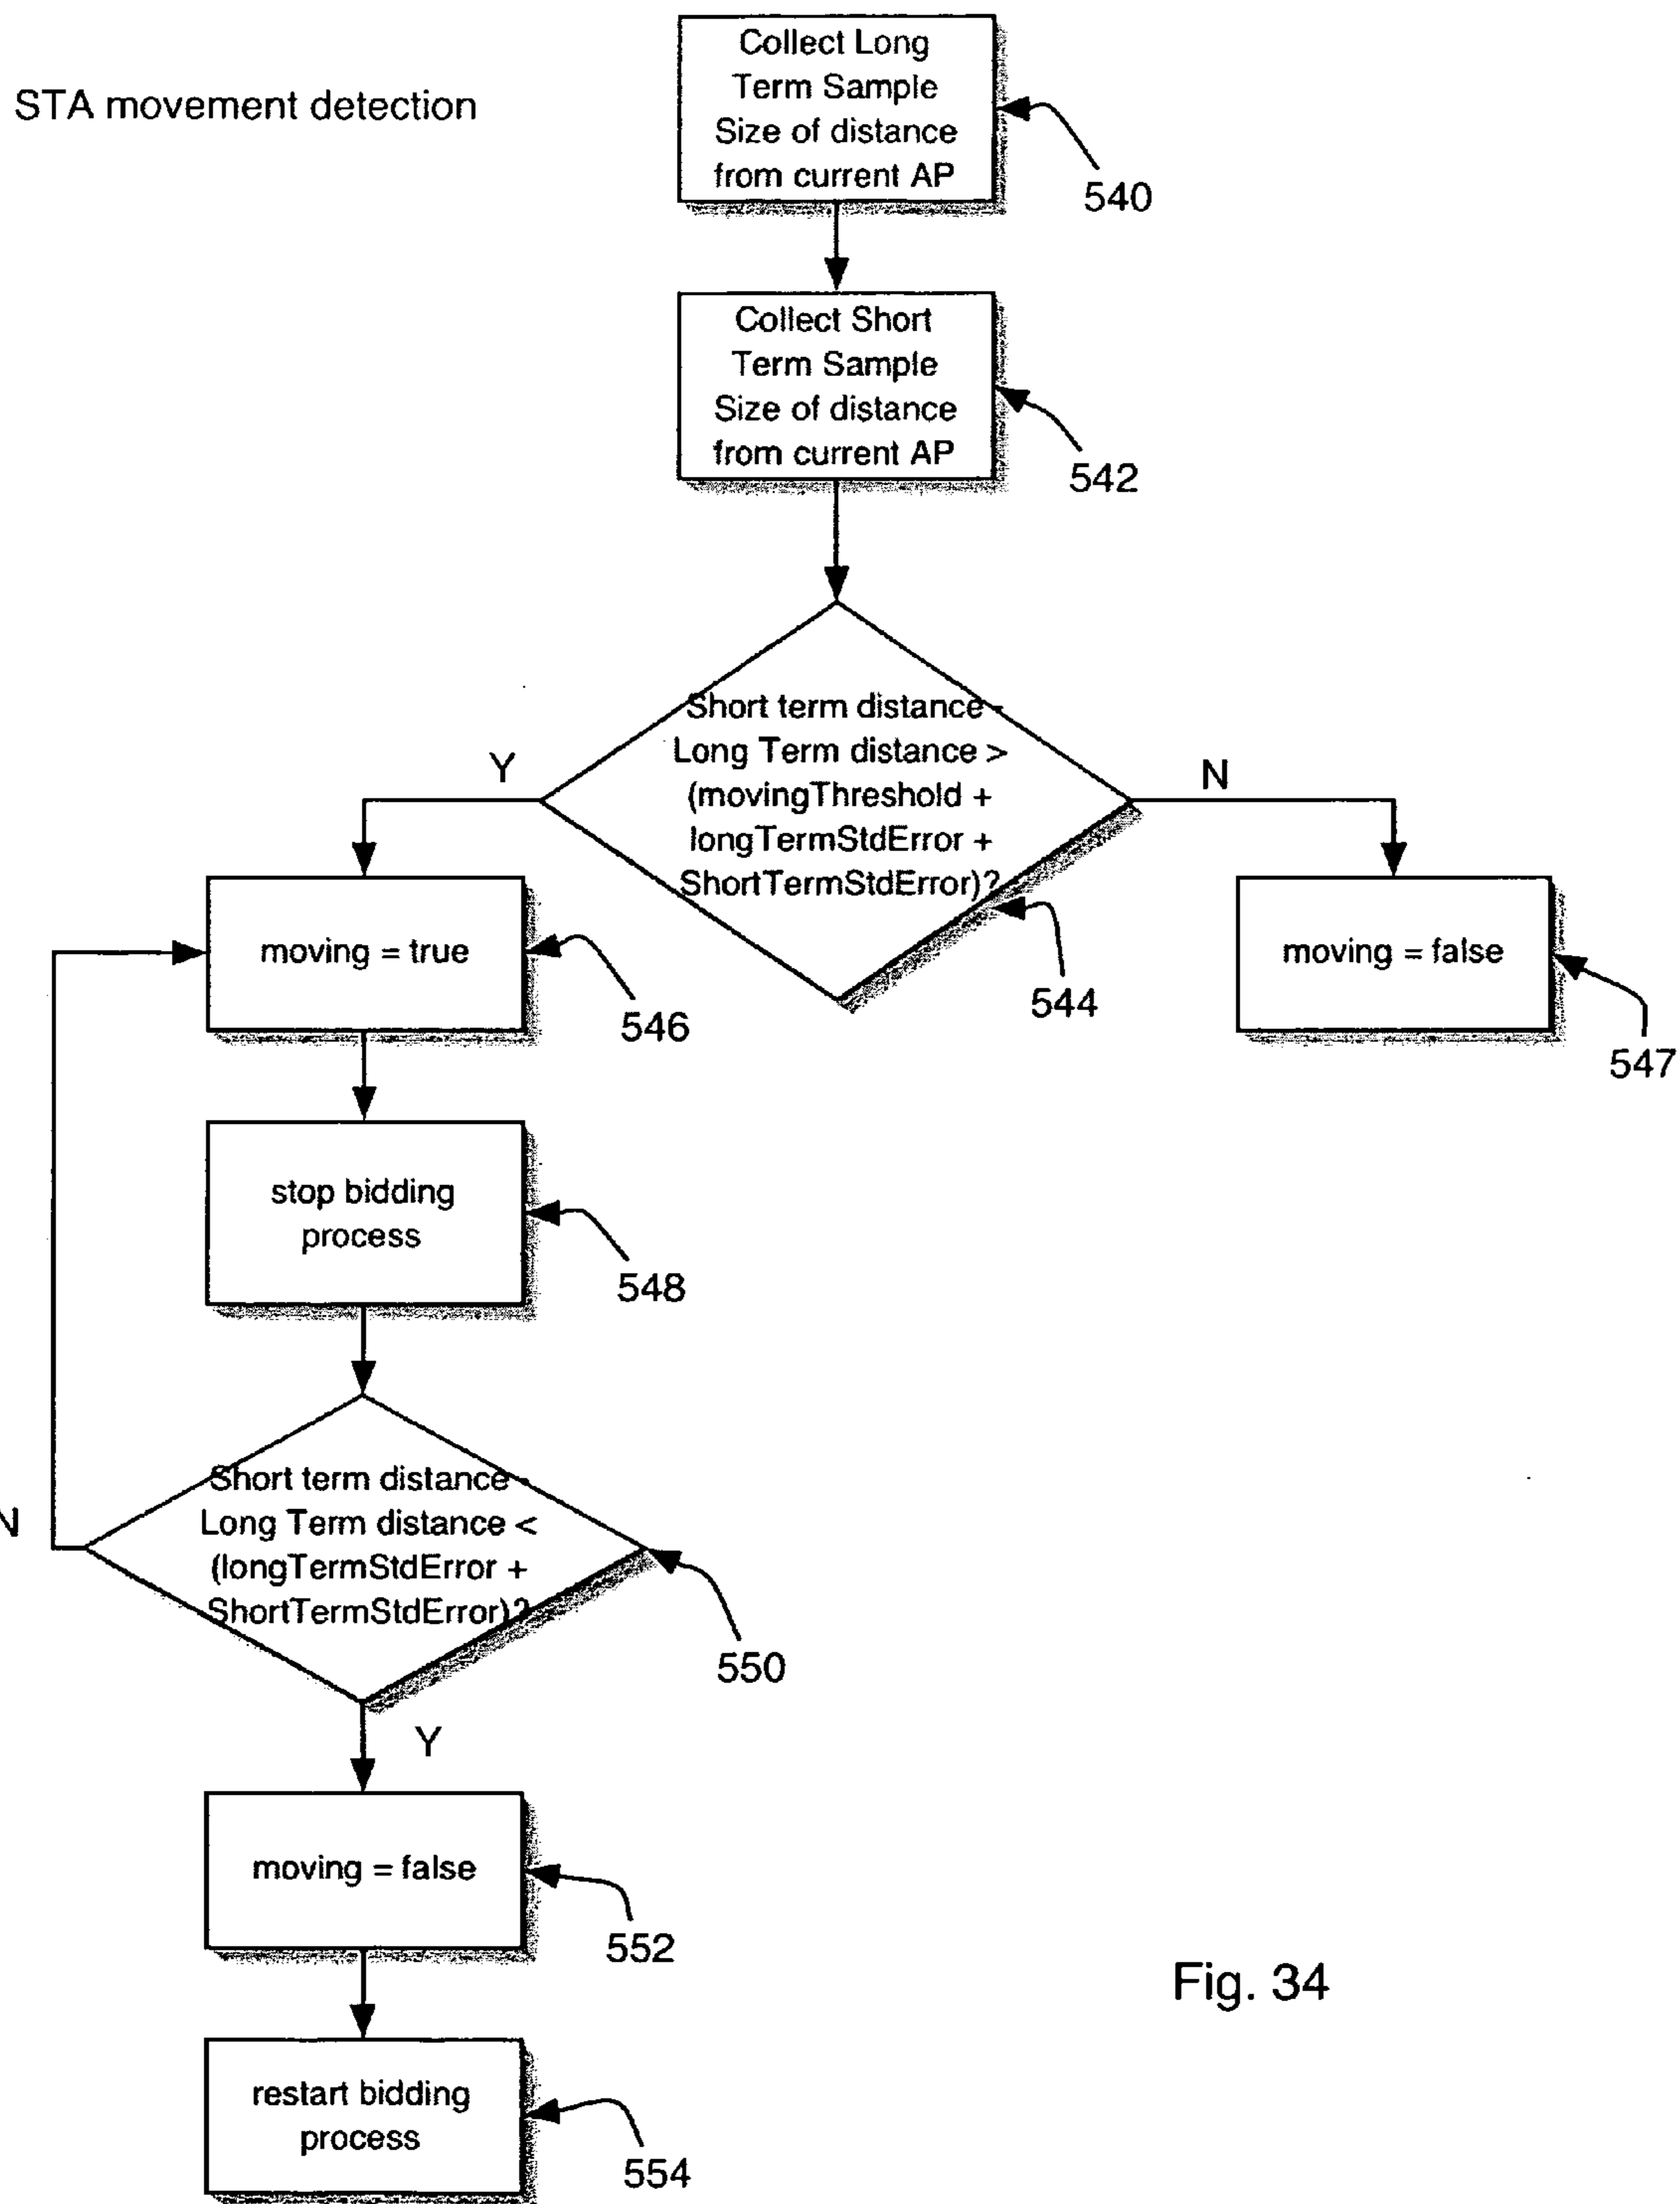 STA movement detection
Collect Long
Term Sample
Size of distance
from current AP
540
Collect Short
Term Sample
Size of distance
from current AP
542
Short term distance -
Long Term distance >
(movingThreshold +
longTermStdError +
ShortTermStdError)?
544
Y
N
moving = true
546
moving = false
547
stop bidding
process
548
Short term distance -
Long Term distance <
(longTermStdError +
ShortTermStdError)?
550
N
Y
moving = false
552
restart bidding
process
554
Fig. 34